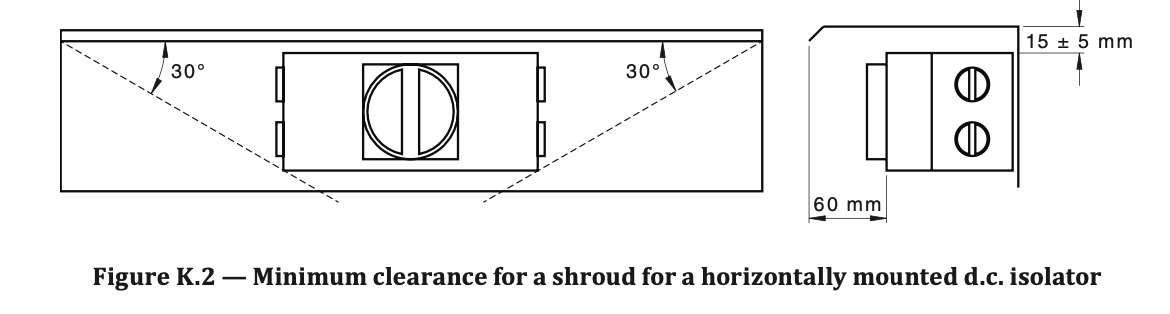 15 ± 5 mm
30°
30°
60 mm
Figure K.2 — Minimum clearance for a shroud for a horizontally mounted d.c. isolator